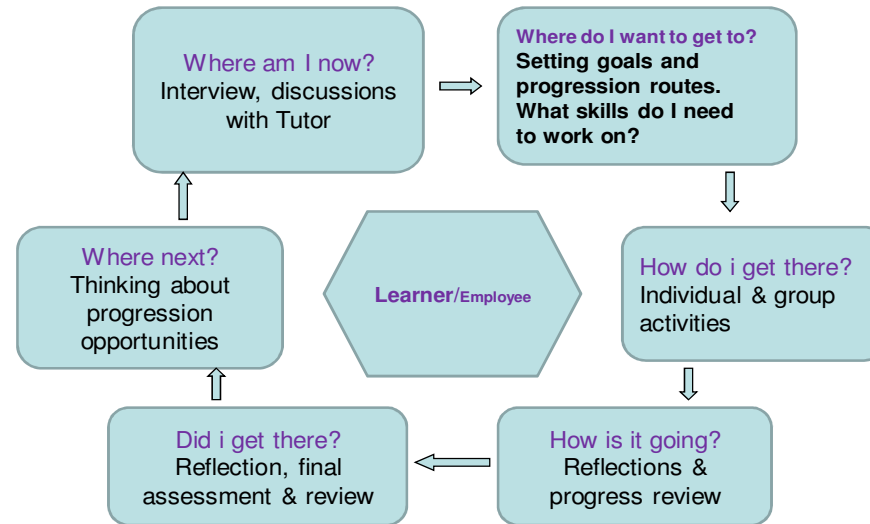 Where am I now?
Interview, discussions
with Tutor
Where do I want to get to?
Setting goals and
progression routes.
What skills do I need
to work on?
How do i get there?
Individual & group
activities
How is it going?
Reflections &
progress review
Did i get there?
Reflection, final
assessment & review
Where next?
Thinking about
progression
opportunities
Learner/Employee